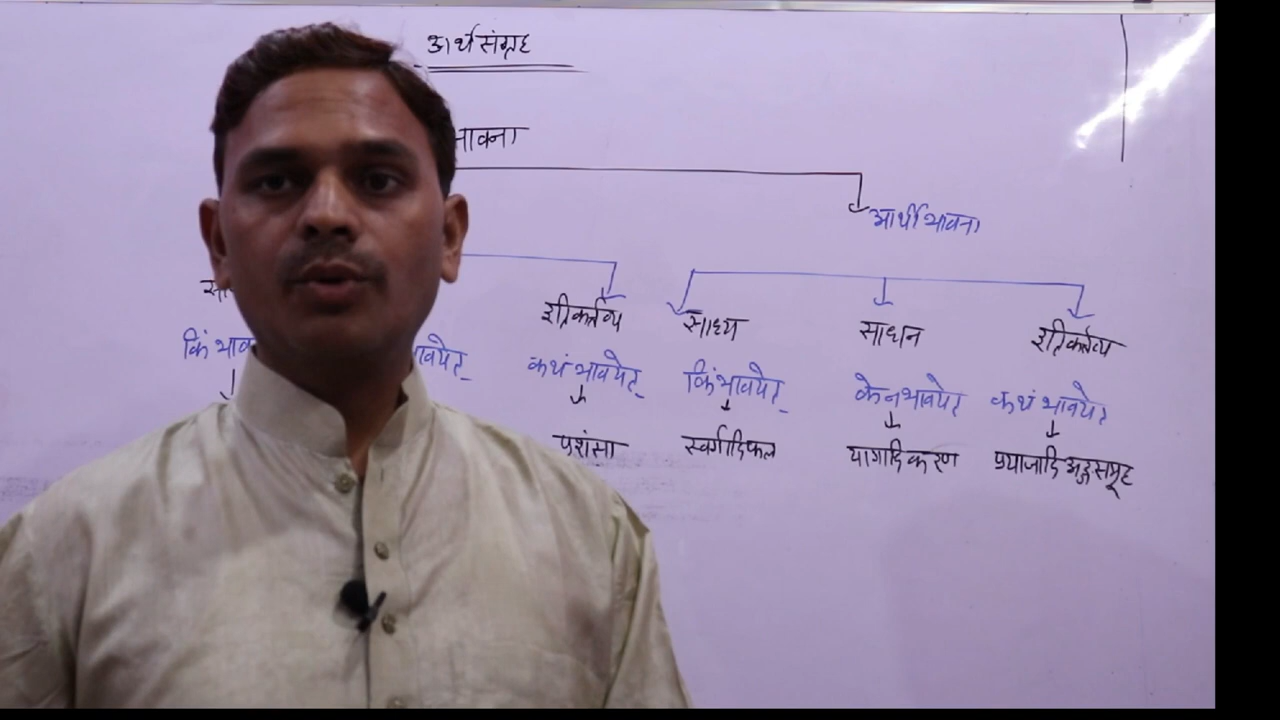 अर्थसंग्रह
आर्थी भावना
इतिकर्तव्य साध्य साधन इतिकर्तव्य
कथं भावयेत् किं भावयेत् केन भावयेत् कथं भावयेत्
प्रशंसा स्वर्गादिफल यागादिकरण प्रयाजादि अङ्गसमूह